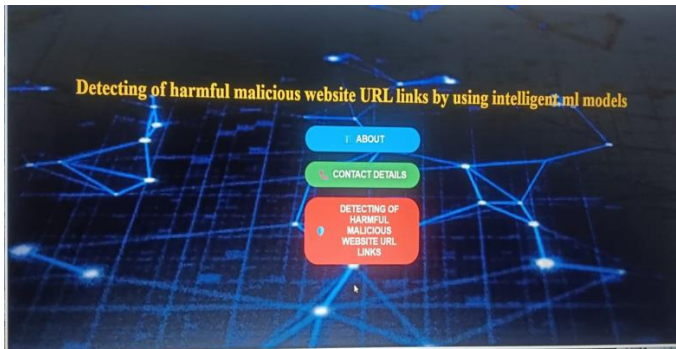 Detecting of harmful malicious website URL links by using intelligent ml models
ABOUT
CONTACT DETAILS
DETECTING OF
HARMFUL
MALICIOUS
WEBSITE URL
LINKS